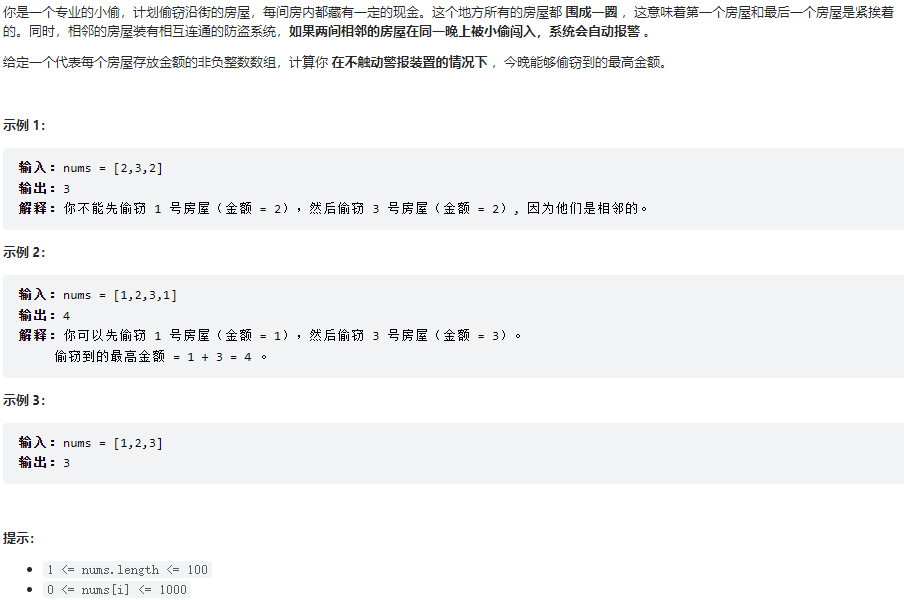 你是一个专业的小偷，计划偷窃沿街的房屋，每间房内都藏有一定的现金。这个地方所有的房屋都 围成一圈 ，这意味着第一个房屋和最后一个房屋是紧挨着
的。同时，相邻的房屋装有相互连通的防盗系统，如果两间相邻的房屋在同一晚上被小偷闯入，系统会自动报警 。
给定一个代表每个房屋存放金额的非负整数数组，计算你 在不触动警报装置的情况下 ，今晚能够偷窃到的最高金额。
示例 1：
输入：nums = [2,3,2]
输出：3
解释：你不能先偷窃 1 号房屋（金额 = 2），然后偷窃 3 号房屋（金额 = 2）, 因为他们是相邻的。
示例 2：
输入：nums = [1,2,3,1]
输出：4
解释：你可以先偷窃 1 号房屋（金额 = 1），然后偷窃 3 号房屋（金额 = 3）。
偷窃到的最高金额 = 1 + 3 = 4 。
示例 3：
输入：nums = [1,2,3]
输出：3
提示：
• 1 <= nums.length <= 100
• 0 <= nums[i] <= 1000